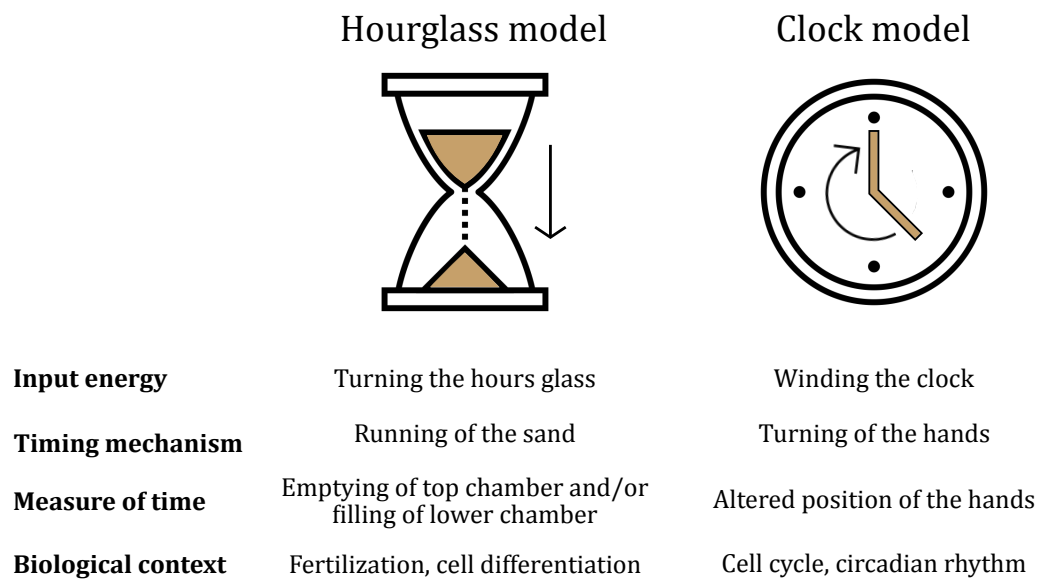 Hourglass model
Clock model
Input energy
Turning the hours glass
Winding the clock
Timing mechanism
Running of the sand
Turning of the hands
Measure of time
Emptying of top chamber and/or
filling of lower chamber
Altered position of the hands
Biological context
Fertilization, cell differentiation
Cell cycle, circadian rhythm